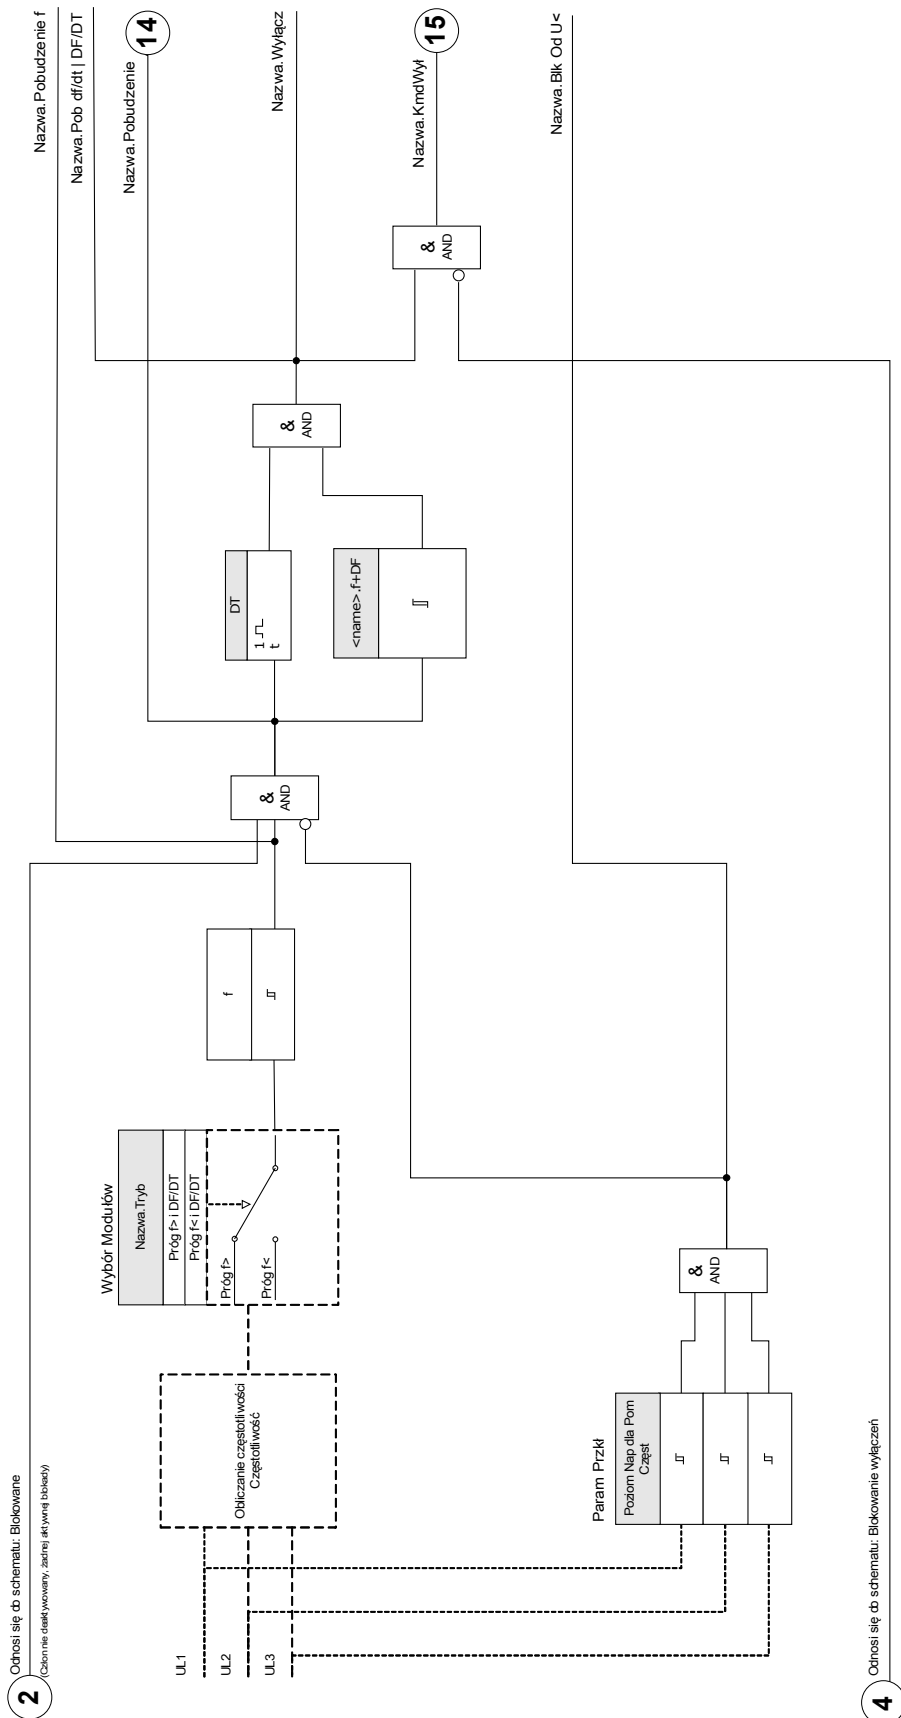 2
Odnosi się do schematu: Blokowane
(Człon nie deaktywowany, żadnej aktywnej blokady)
UL1
UL2
UL3
Obliczanie częstotliwości
Częstotliwość
Wybór Modułów
Nazwa.Tryb
Próg f> i DF/DT
Próg f< i DF/DT
Próg f>
Próg f<
f
&
AND
DT
1
t
<name>.f+DF
&
AND
&
AND
Nazwa.Pobudzenie f
Nazwa.Pob df/dt | DF/DT
Nazwa.Pobudzenie
14
Nazwa.Wyłącz
Nazwa.KmdWył
15
Nazwa.Blk Od U<
Param Przkł
Poziom Nap dla Pom
Częst
&
AND
4
Odnosi się do schematu: Blokowanie wyłączeń